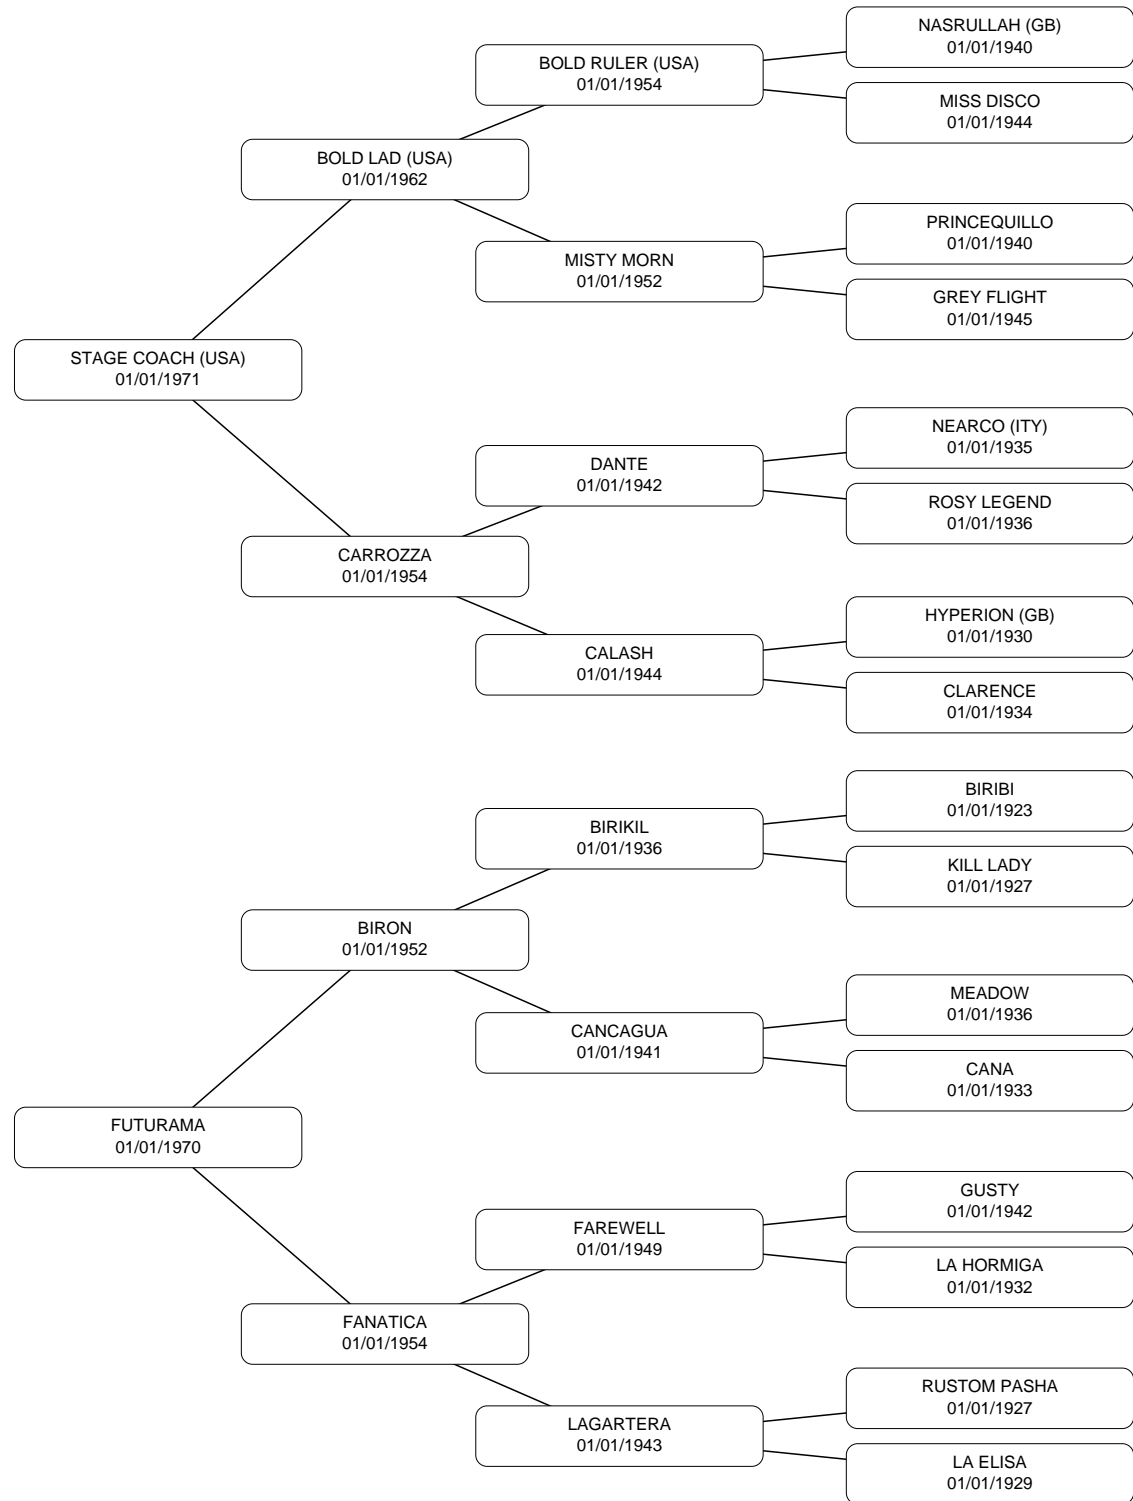 NASRULLAH (GB)
01/01/1940
BOLD RULER (USA)
01/01/1954
MISS DISCO
01/01/1944
BOLD LAD (USA)
01/01/1962
PRINCEQUILLO
01/01/1940
MISTY MORN
01/01/1952
GREY FLIGHT
01/01/1945
STAGE COACH (USA)
01/01/1971
NEARCO (ITY)
01/01/1935
DANTE
01/01/1942
ROSY LEGEND
01/01/1936
CARROZZA
01/01/1954
HYPERION (GB)
01/01/1930
CALASH
01/01/1944
CLARENCE
01/01/1934
BIRIBI
01/01/1923
BIRIKIL
01/01/1936
KILL LADY
01/01/1927
BIRON
01/01/1952
MEADOW
01/01/1936
CANCAGUA
01/01/1941
CANA
01/01/1933
FUTURAMA
01/01/1970
GUSTY
01/01/1942
FAREWELL
01/01/1949
LA HORMIGA
01/01/1932
FANATICA
01/01/1954
RUSTOM PASHA
01/01/1927
LAGARTERA
01/01/1943
LA ELISA
01/01/1929